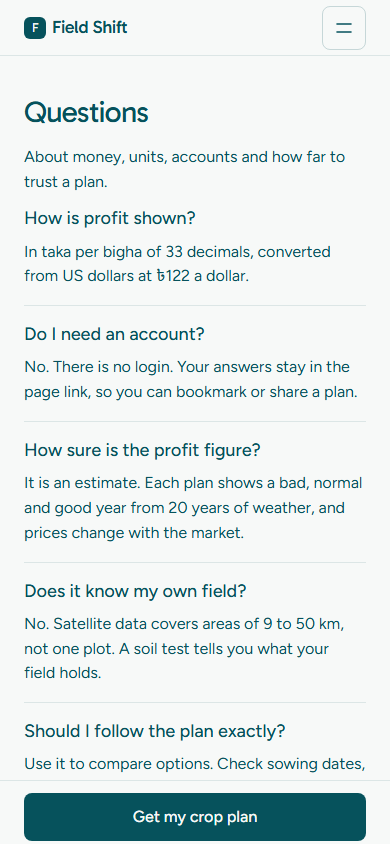 F Field Shift
Questions
About money, units, accounts and how far to
trust a plan.
How is profit shown?
In taka per bigha of 33 decimals, converted
from US dollars at ৳122 a dollar.
Do I need an account?
No. There is no login. Your answers stay in the
page link, so you can bookmark or share a plan.
How sure is the profit figure?
It is an estimate. Each plan shows a bad, normal
and good year from 20 years of weather, and
prices change with the market.
Does it know my own field?
No. Satellite data covers areas of 9 to 50 km,
not one plot. A soil test tells you what your
field holds.
Should I follow the plan exactly?
Use it to compare options. Check sowing dates,
Get my crop plan